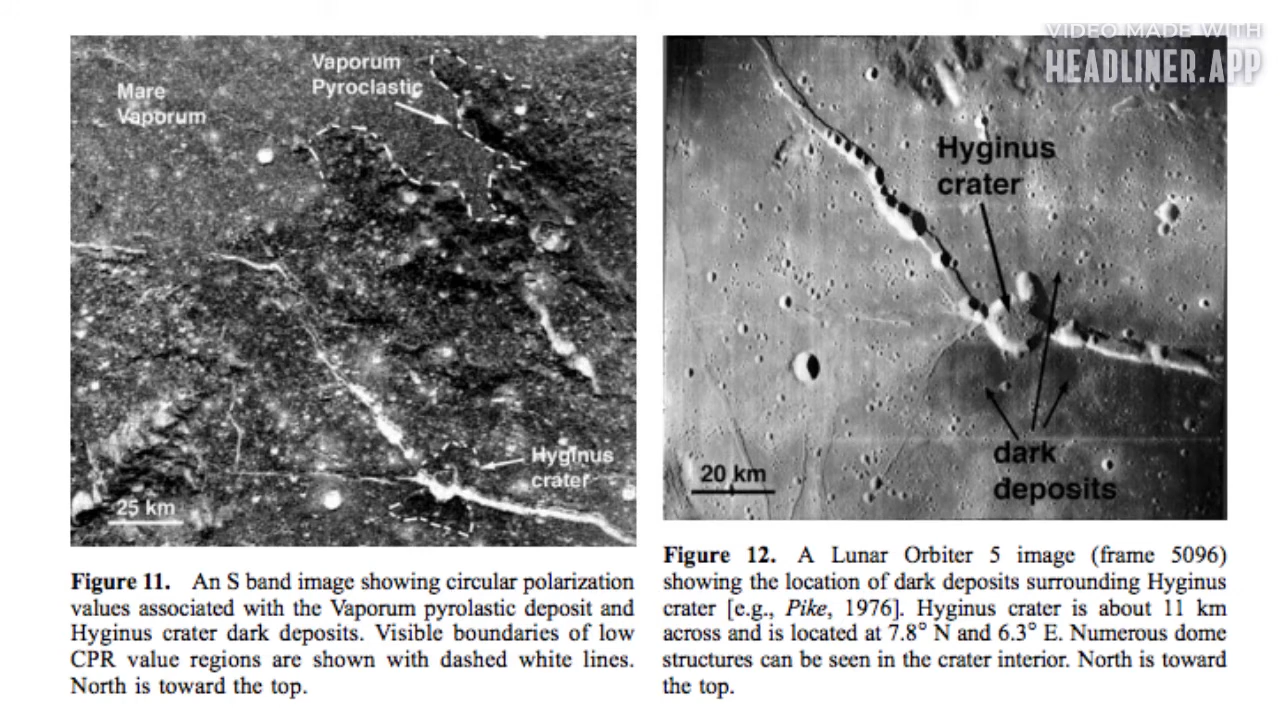 VIDEO MADE WITH
HEADLINER.APP
Mare
Vaporum
Vaporum
Pyroclastic
Hyginus
crater
25 km
Hyginus
crater
dark
deposits
20 km
Figure 11. An S band image showing circular polarization
values associated with the Vaporum pyrolastic deposit and
Hyginus crater dark deposits. Visible boundaries of low
CPR value regions are shown with dashed white lines.
North is toward the top.
Figure 12. A Lunar Orbiter 5 image (frame 5096)
showing the location of dark deposits surrounding Hyginus
crater [e.g., Pike, 1976]. Hyginus crater is about 11 km
across and is located at 7.8° N and 6.3° E. Numerous dome
structures can be seen in the crater interior. North is toward
the top.